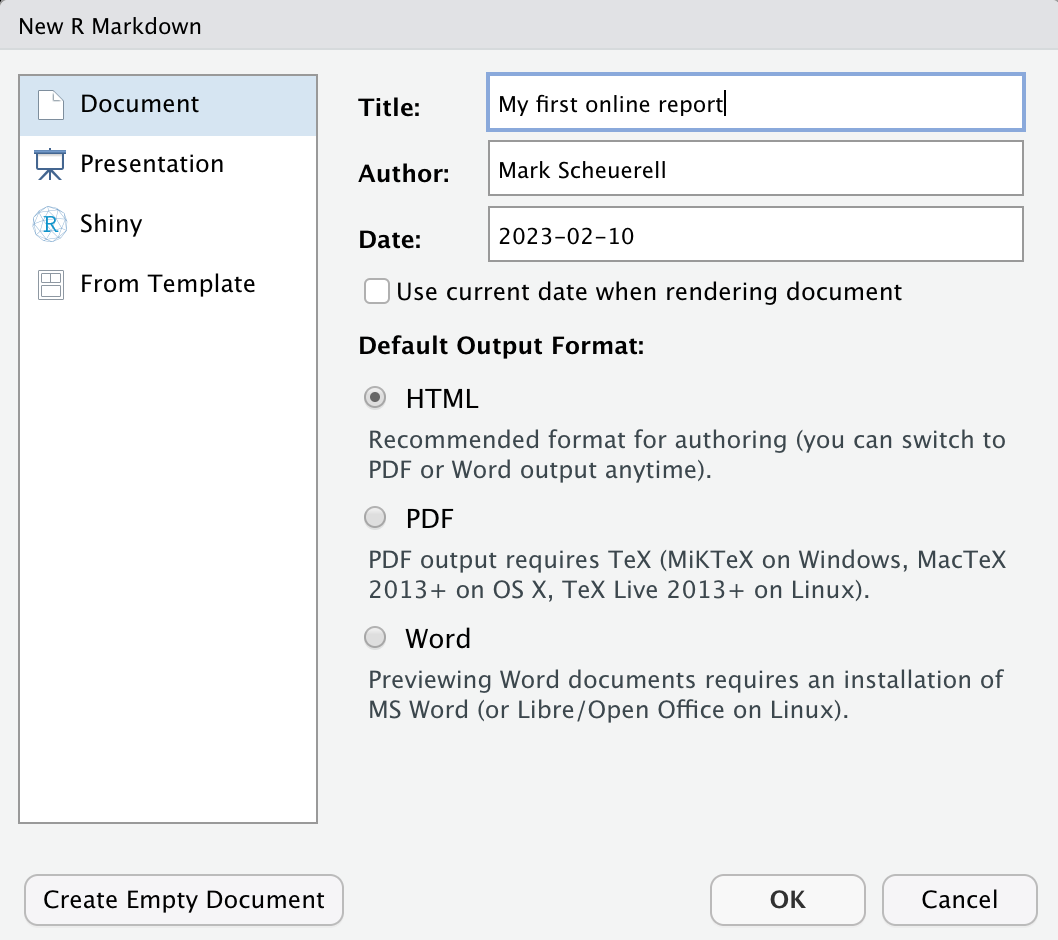 New R Markdown
Document
Presentation
R
Shiny
From Template
Title:
My first online report
Author:
Mark Scheuerell
Date:
2023-02-10
Use current date when rendering document
Default Output Format:
HTML
Recommended format for authoring (you can switch to
PDF or Word output anytime).
PDF
PDF output requires TeX (MiKTeX on Windows, MacTeX
2013+ on OS X, TeX Live 2013+ on Linux).
Word
Previewing Word documents requires an installation of
MS Word (or Libre/Open Office on Linux).
Create Empty Document
OK
Cancel